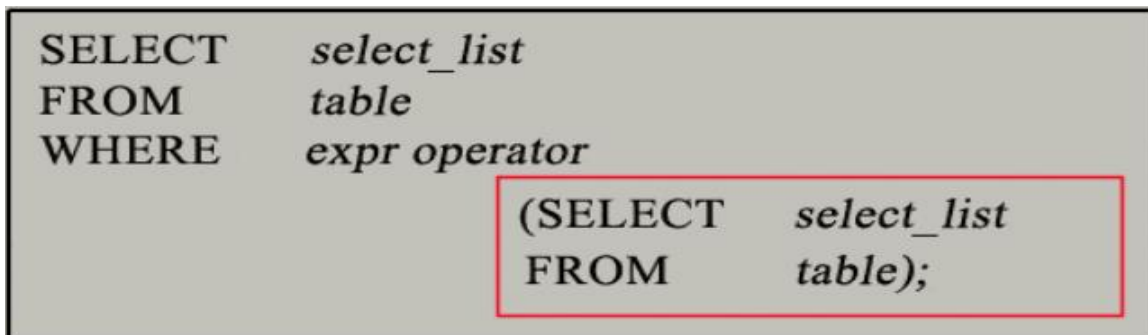 SELECT select_list
FROM table
WHERE expr operator
(SELECT select_list
FROM table);